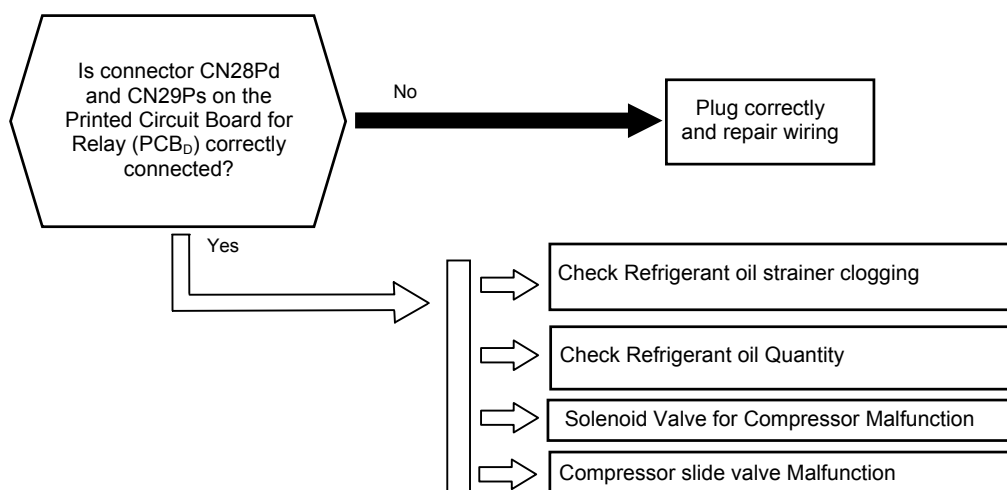 Is connector CN28Pd
and CN29Ps on the
Printed Circuit Board for
Relay (PCBD) correctly
connected?
No
Plug correctly
and repair wiring
Yes
Check Refrigerant oil strainer clogging
Check Refrigerant oil Quantity
Solenoid Valve for Compressor Malfunction
Compressor slide valve Malfunction